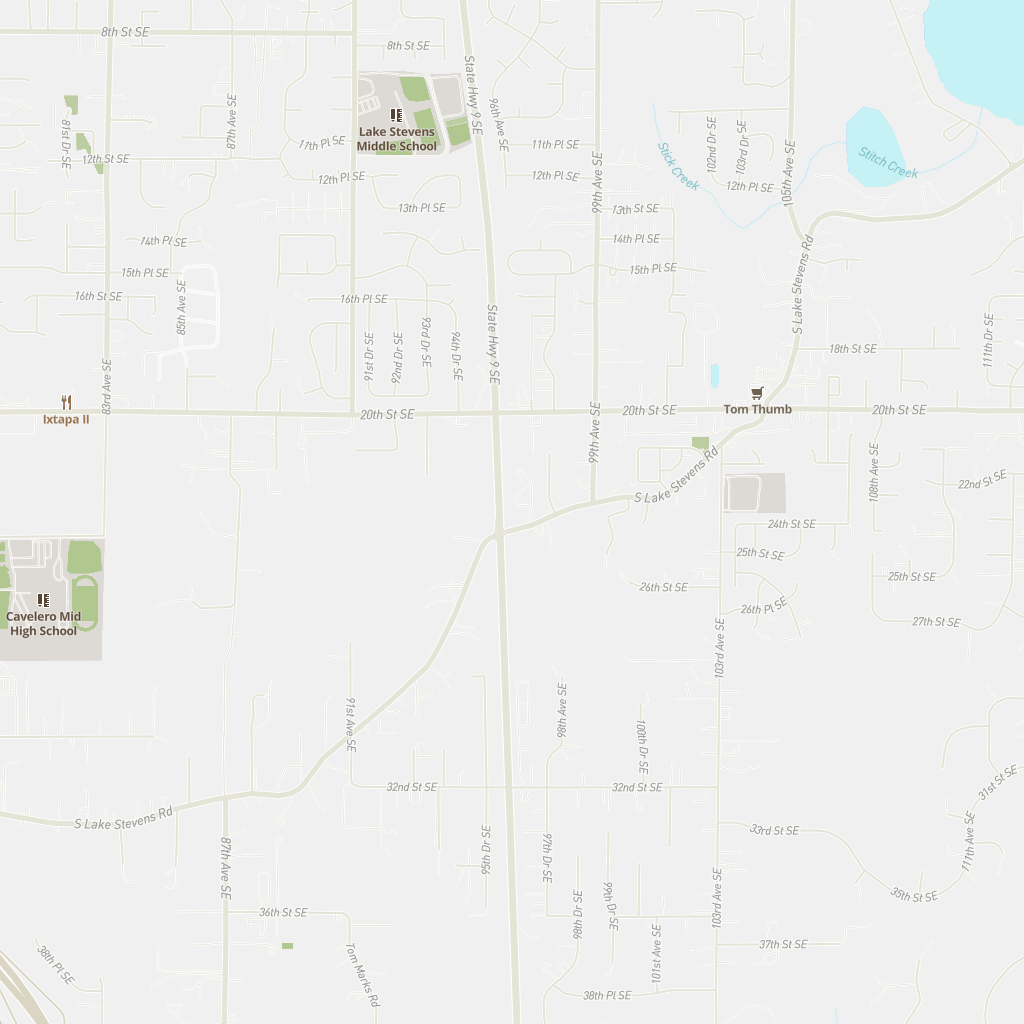 8th St SE
8th St SE
State Hwy 9 SE
96th Ave SE
87th Ave SE
81st Dr SE
Lake Stevens
Middle School
11th Pl SE
11th Pl SE
12th St SE
12th Pl SE
12th Pl SE
99th Ave SE
Stick Creek
102nd Dr SE
103rd Dr SE
12th Pl SE
105th Ave SE
Stitch Creek
13th Pl SE
13th St SE
14th Pl SE
14th Pl SE
15th Pl SE
15th Pl SE
S Lake Stevens Rd
16th St SE
85th Ave SE
16th Pl SE
91st Dr SE
92nd Dr SE
93rd Dr SE
94th Dr SE
State Hwy 9 SE
18th St SE
111th Dr SE
83rd Ave SE
Ixtapa II
20th St SE
20th St SE
Tom Thumb
20th St SE
99th Ave SE
S Lake Stevens Rd
108th Ave SE
22nd St SE
24th St SE
25th St SE
25th St SE
26th St SE
26th Pl SE
27th St SE
Cavelero Mid
High School
103rd Ave SE
91st Ave SE
98th Ave SE
100th Dr SE
32nd St SE
32nd St SE
31st St SE
S Lake Stevens Rd
33rd St SE
111th Ave SE
87th Ave SE
95th Dr SE
97th Dr SE
98th Dr SE
99th Dr SE
103rd Ave SE
35th St SE
36th St SE
37th St SE
38th Pl SE
Tom Marks Rd
101st Ave SE
38th Pl SE